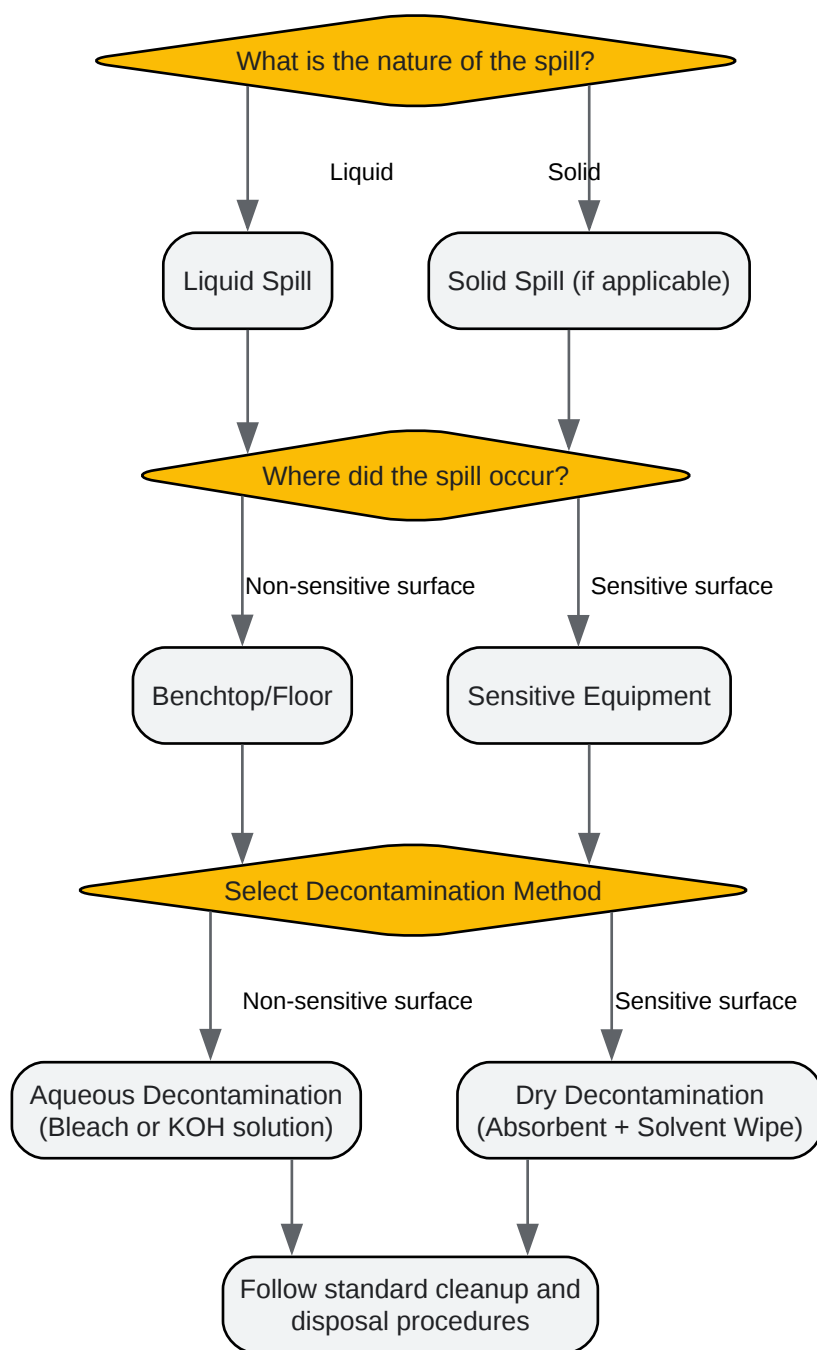 What is the nature of the spill?
Liquid
Solid
Liquid Spill
Solid Spill (if applicable)
Where did the spill occur?
Non-sensitive surface
Sensitive surface
Benchtop/Floor
Sensitive Equipment
Select Decontamination Method
Non-sensitive surface
Sensitive surface
Aqueous Decontamination
(Bleach or KOH solution)
Dry Decontamination
(Absorbent + Solvent Wipe)
Follow standard cleanup and
disposal procedures